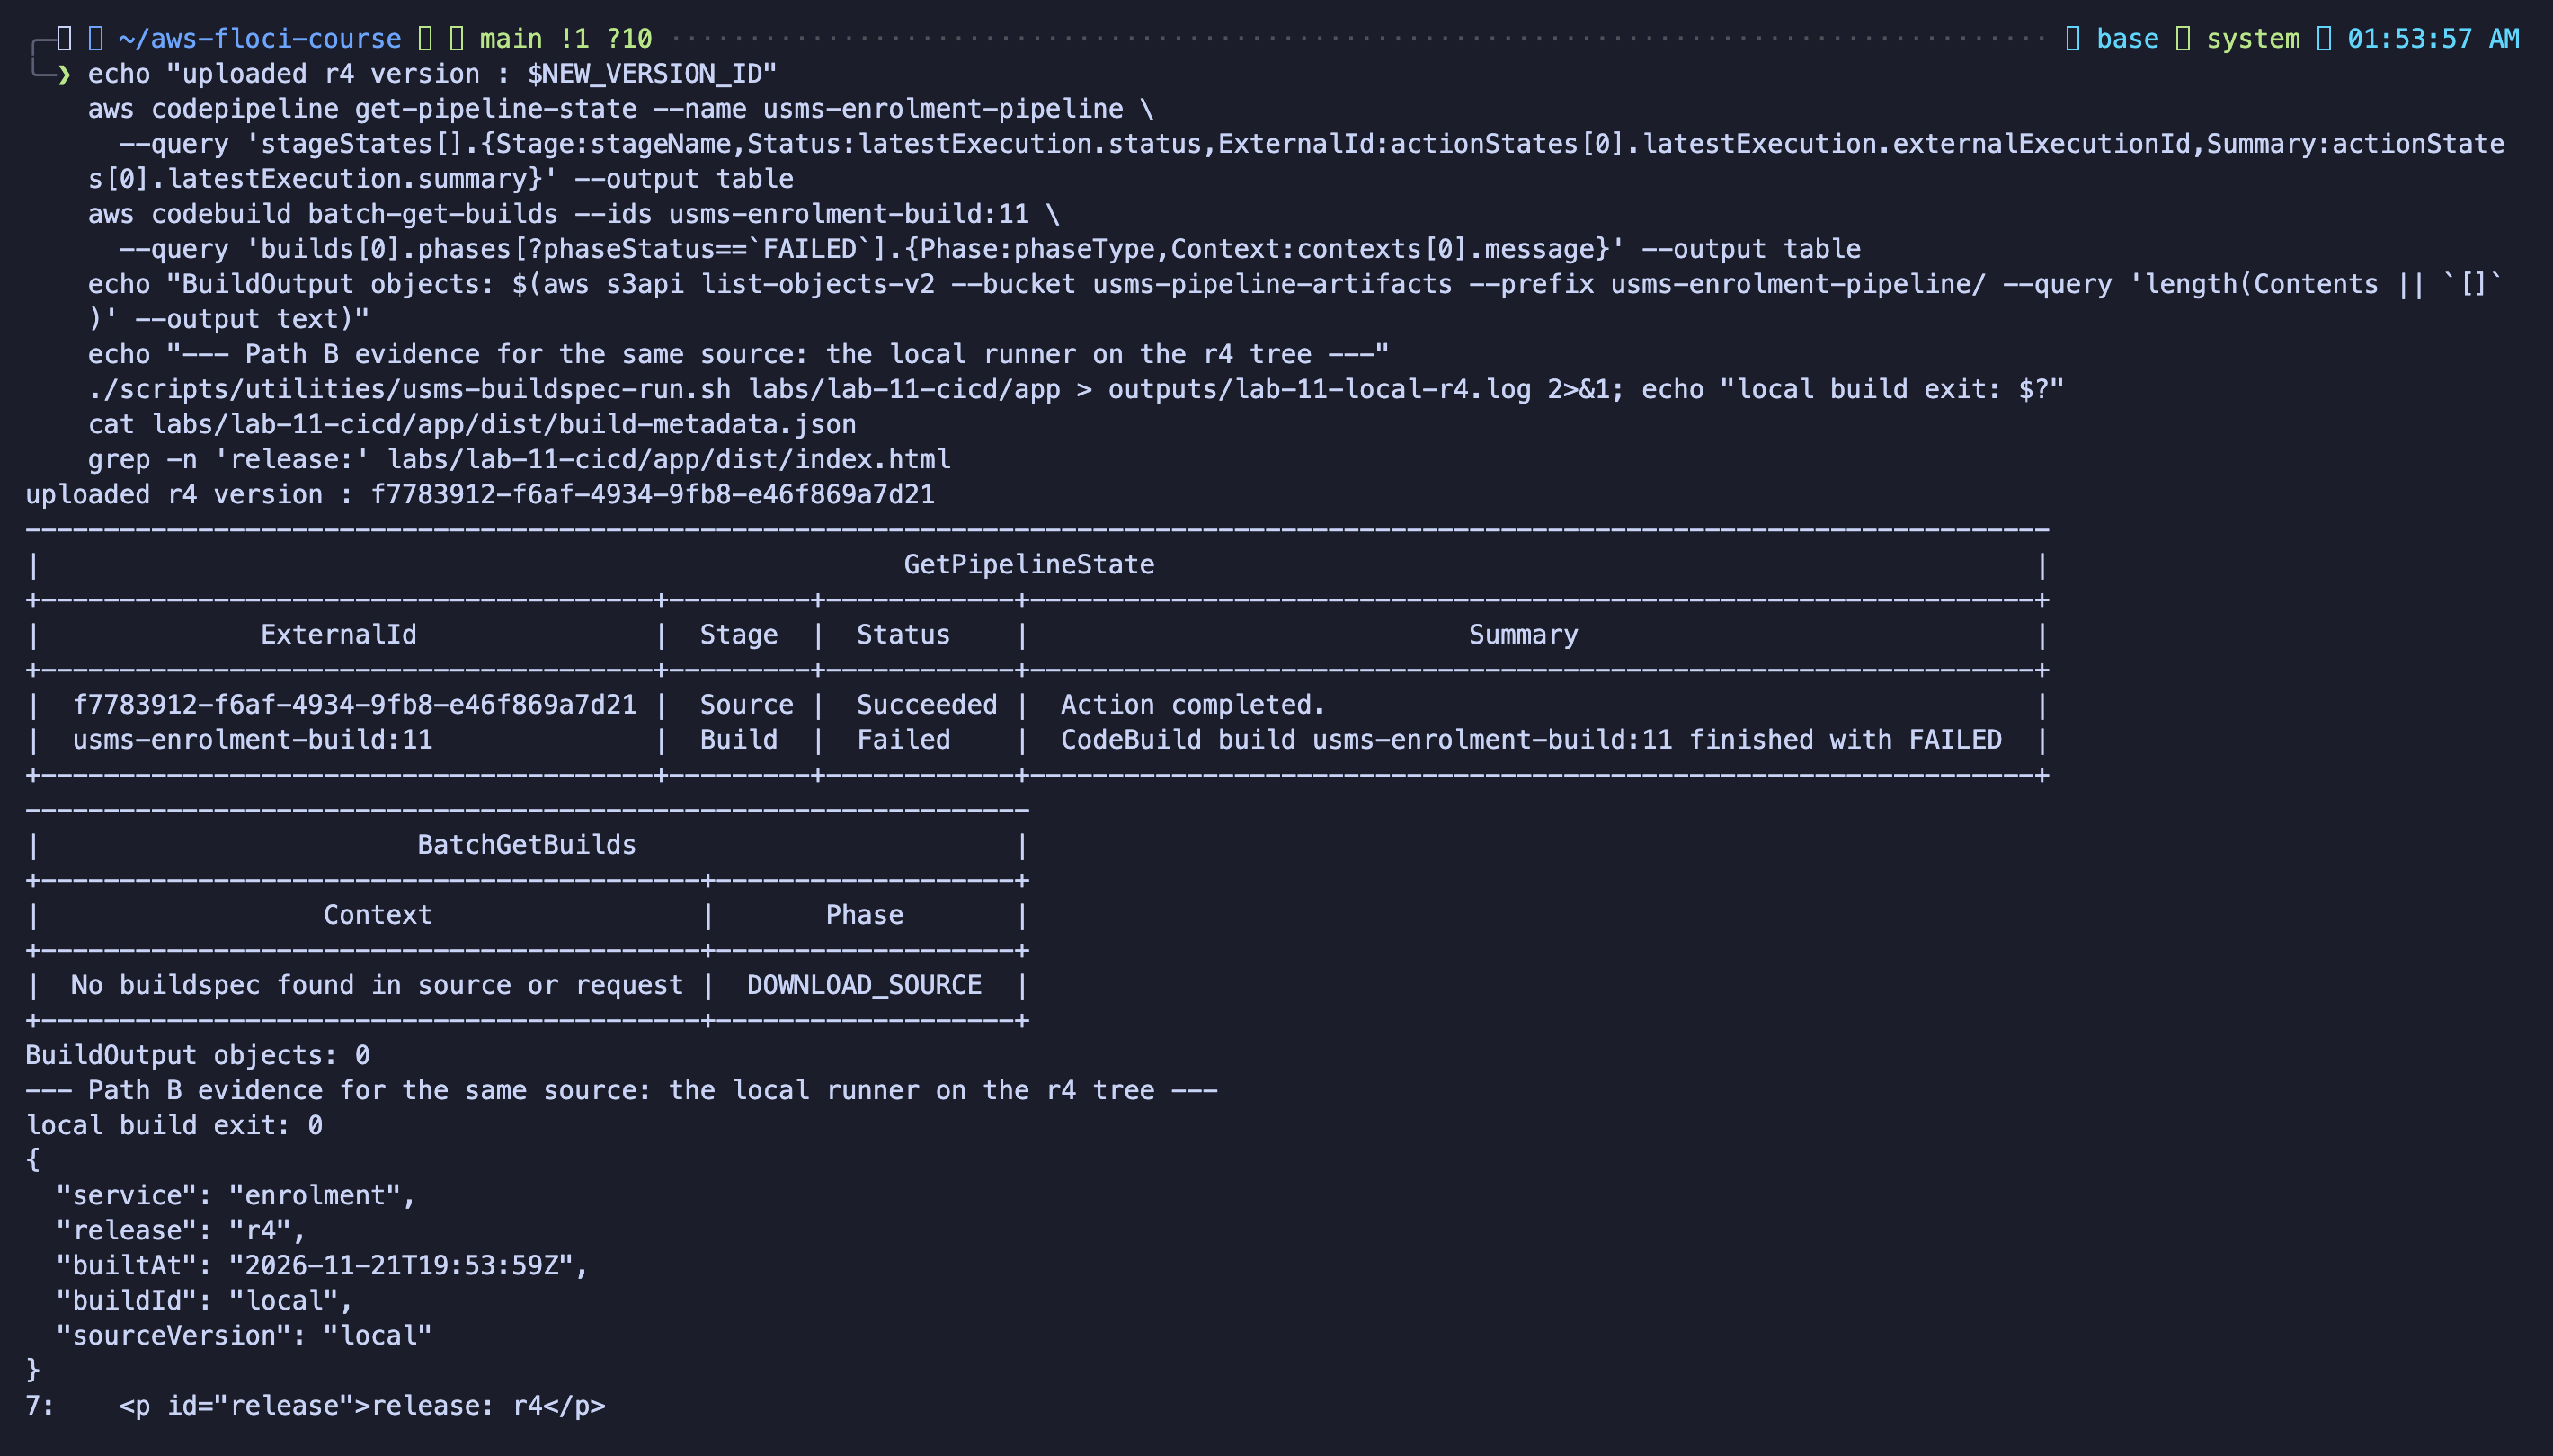 ~/aws-floci-course main !1 ?10 base system 01:53:57 AM
❯ echo "uploaded r4 version : $NEW_VERSION_ID"
aws codepipeline get-pipeline-state --name usms-enrolment-pipeline \
--query 'stageStates[].{Stage:stageName,Status:latestExecution.status,ExternalId:actionStates[0].latestExecution.externalExecutionId,Summary:actionState
s[0].latestExecution.summary}' --output table
aws codebuild batch-get-builds --ids usms-enrolment-build:11 \
--query 'builds[0].phases[?phaseStatus==`FAILED`].{Phase:phaseType,Context:contexts[0].message}' --output table
echo "BuildOutput objects: $(aws s3api list-objects-v2 --bucket usms-pipeline-artifacts --prefix usms-enrolment-pipeline/ --query 'length(Contents || `[]`
)' --output text)"
echo "--- Path B evidence for the same source: the local runner on the r4 tree ---"
./scripts/utilities/usms-buildspec-run.sh labs/lab-11-cicd/app > outputs/lab-11-local-r4.log 2>&1; echo "local build exit: $?"
cat labs/lab-11-cicd/app/dist/build-metadata.json
grep -n 'release:' labs/lab-11-cicd/app/dist/index.html
uploaded r4 version : f7783912-f6af-4934-9fb8-e46f869a7d21
| GetPipelineState |
| ExternalId | Stage | Status | Summary |
| f7783912-f6af-4934-9fb8-e46f869a7d21 | Source | Succeeded | Action completed. |
| usms-enrolment-build:11 | Build | Failed | CodeBuild build usms-enrolment-build:11 finished with FAILED |
| BatchGetBuilds |
| Context | Phase |
| No buildspec found in source or request | DOWNLOAD_SOURCE |
BuildOutput objects: 0
--- Path B evidence for the same source: the local runner on the r4 tree ---
local build exit: 0
{
"service": "enrolment",
"release": "r4",
"builtAt": "2026-11-21T19:53:59Z",
"buildId": "local",
"sourceVersion": "local"
}
7: <p id="release">release: r4</p>